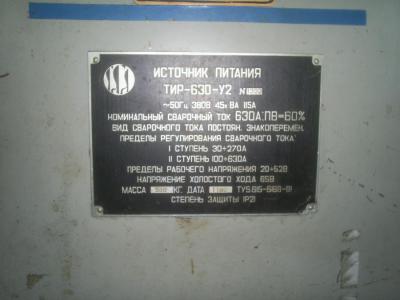 ИСТОЧНИК ПИТАНИЯ
ТИР-630-У2 №
~50Гц 380В 45кВА 115А
НОМИНАЛЬНЫЙ СВАРОЧНЫЙ ТОК 630А:ПВ=60%
ВИД СВАРОЧНОГО ТОКА ПОСТОЯН. ЗНАКОПЕРЕМЕН.
ПРЕДЕЛЫ РЕГУЛИРОВАНИЯ СВАРОЧНОГО ТОКА:
I СТУПЕНЬ 30÷270А
II СТУПЕНЬ 100÷630А
ПРЕДЕЛЫ РАБОЧЕГО НАПРЯЖЕНИЯ 20÷52В
НАПРЯЖЕНИЕ ХОЛОСТОГО ХОДА 65В
МАССА КГ. ДАТА
СТЕПЕНЬ ЗАЩИТЫ IP21